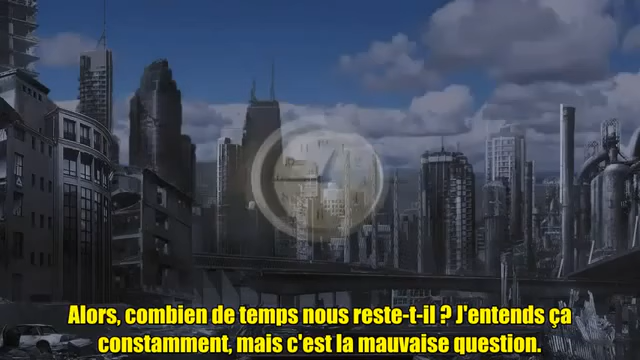 Alors, combien de temps nous reste-t-il ? J'entends ça
constamment, mais c'est la mauvaise question.